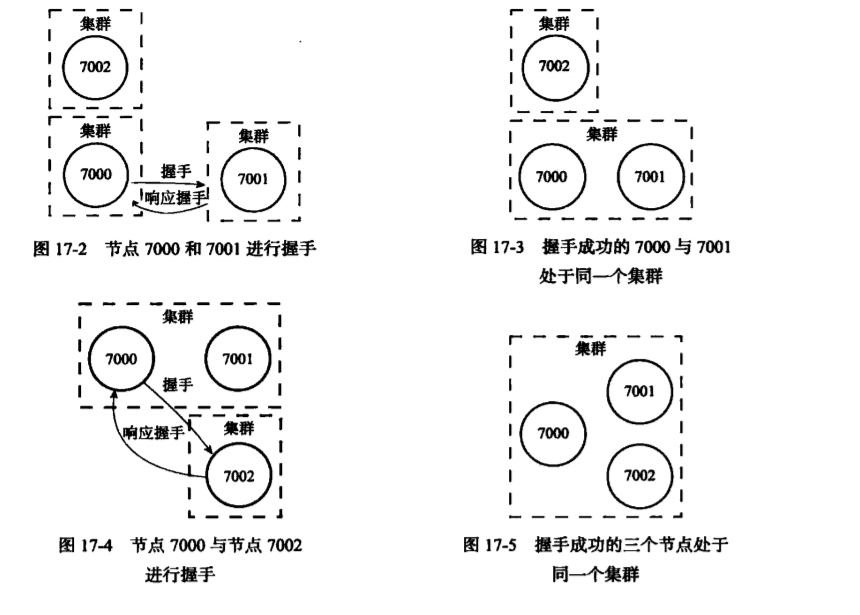 集群
7002
集群
7000
握手
响应握手
集群
7001
图 17-2 节点 7000 和 7001 进行握手
集群
7002
集群
7000
7001
图 17-3 握手成功的 7000 与 7001
处于同一个集群
集群
7000
7001
握手
响应握手
集群
7002
图 17-4 节点 7000 与节点 7002
进行握手
集群
7001
7000
7002
图 17-5 握手成功的三个节点处于
同一个集群